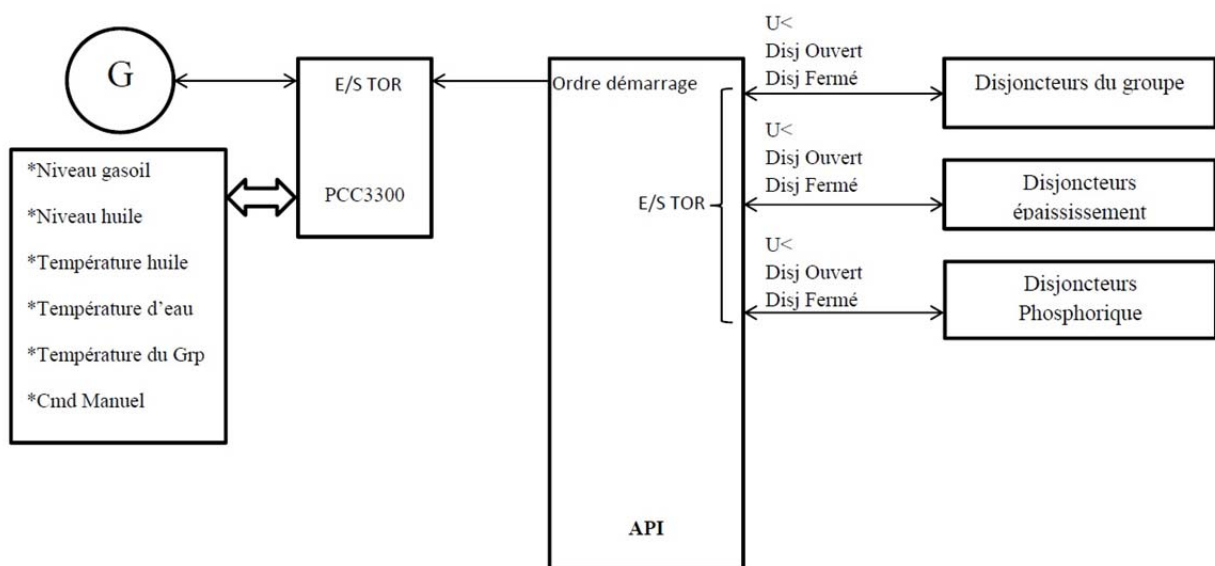 G
E/S TOR
PCC3300
*Niveau gasoil
*Niveau huile
*Température huile
*Température d'eau
*Température du Grp
*Cmd Manuel
Ordre démarrage
E/S TOR
API
U<
Disj Ouvert
Disj Fermé
Disjoncteurs du groupe
U<
Disj Ouvert
Disj Fermé
Disjoncteurs
épaississement
U<
Disj Ouvert
Disj Fermé
Disjoncteurs
Phosphorique